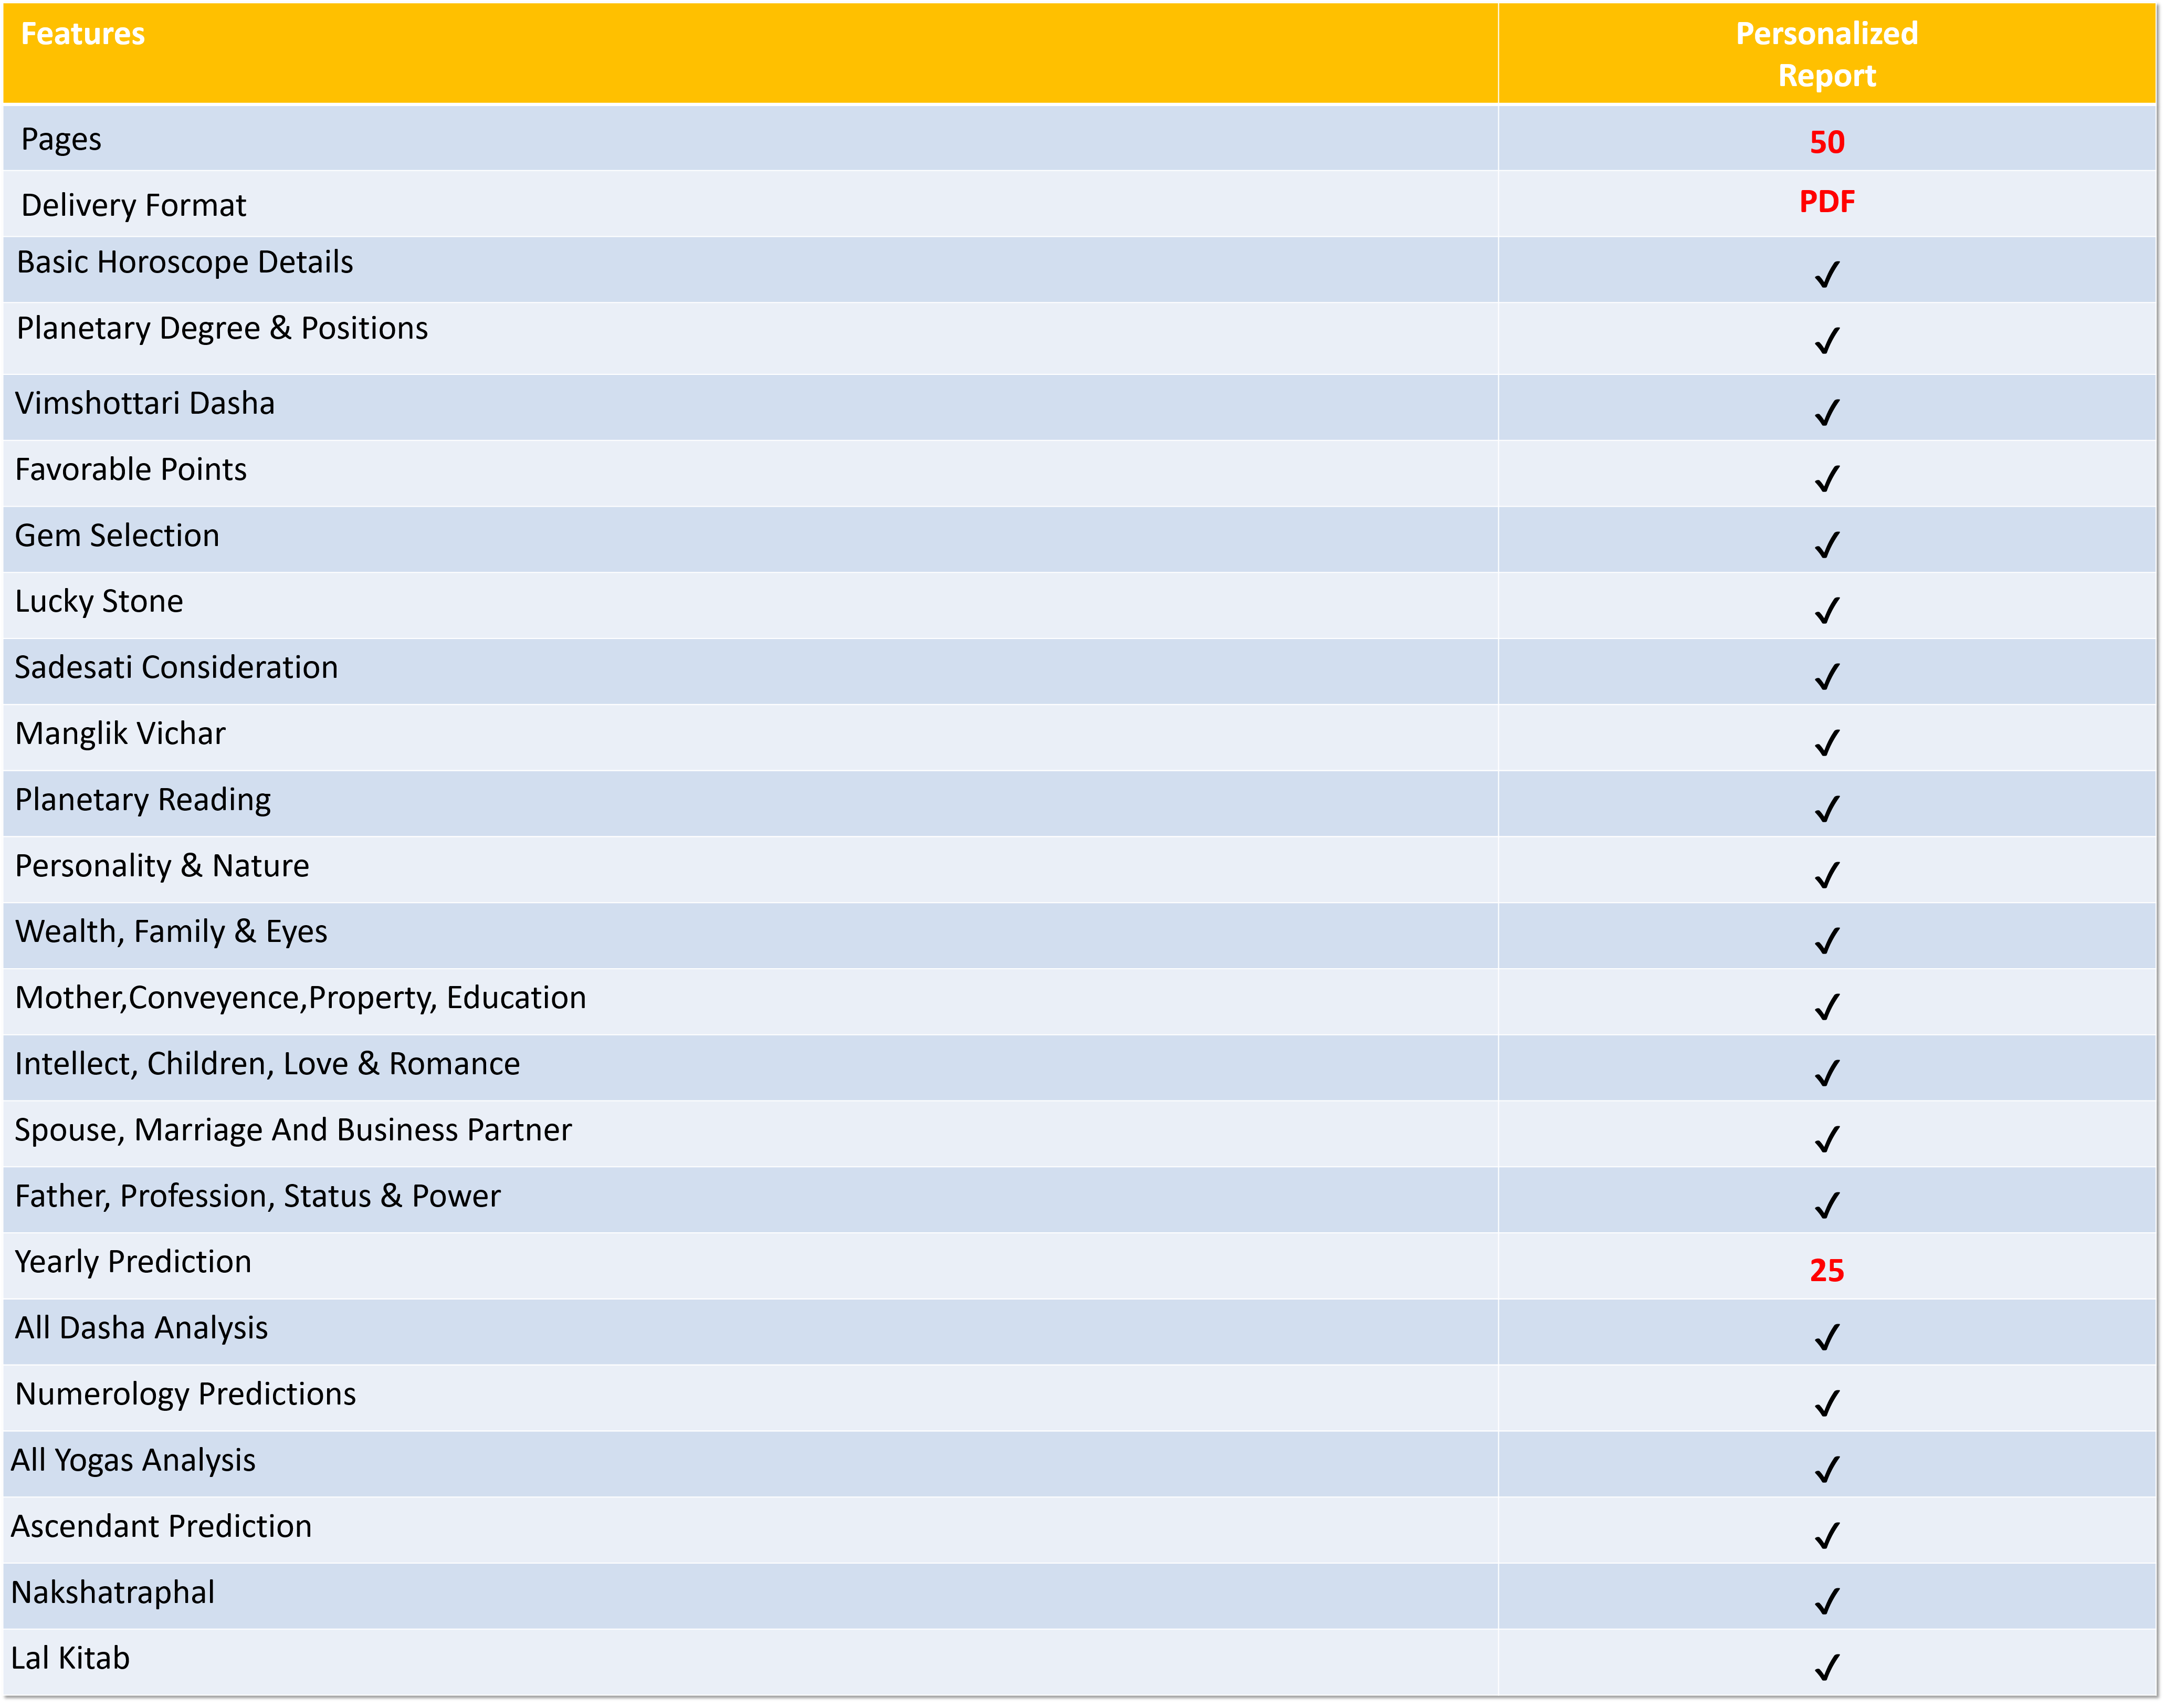 Features
Personalized
Report
Pages
50
Delivery Format
PDF
Basic Horoscope Details
✓
Planetary Degree & Positions
✓
Vimshottari Dasha
✓
Favorable Points
✓
Gem Selection
✓
Lucky Stone
✓
Sadesati Consideration
✓
Manglik Vichar
✓
Planetary Reading
✓
Personality & Nature
✓
Wealth, Family & Eyes
✓
Mother,Conveyence,Property, Education
✓
Intellect, Children, Love & Romance
✓
Spouse, Marriage And Business Partner
✓
Father, Profession, Status & Power
✓
Yearly Prediction
25
All Dasha Analysis
✓
Numerology Predictions
✓
All Yogas Analysis
✓
Ascendant Prediction
✓
Nakshatraphal
✓
Lal Kitab
✓